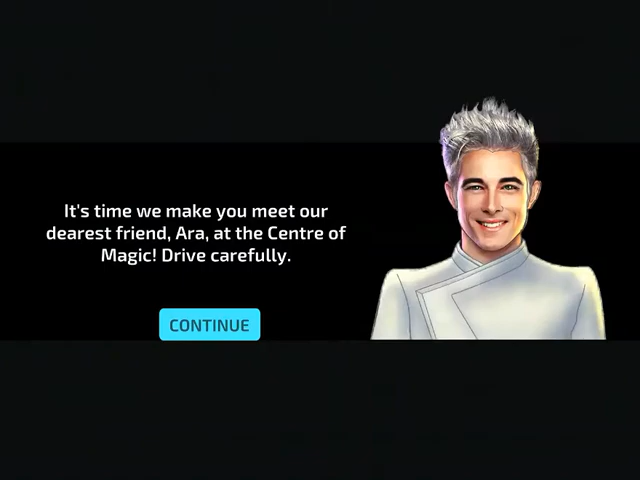 It's time we make you meet our
dearest friend, Ara, at the Centre of
Magic! Drive carefully.
CONTINUE